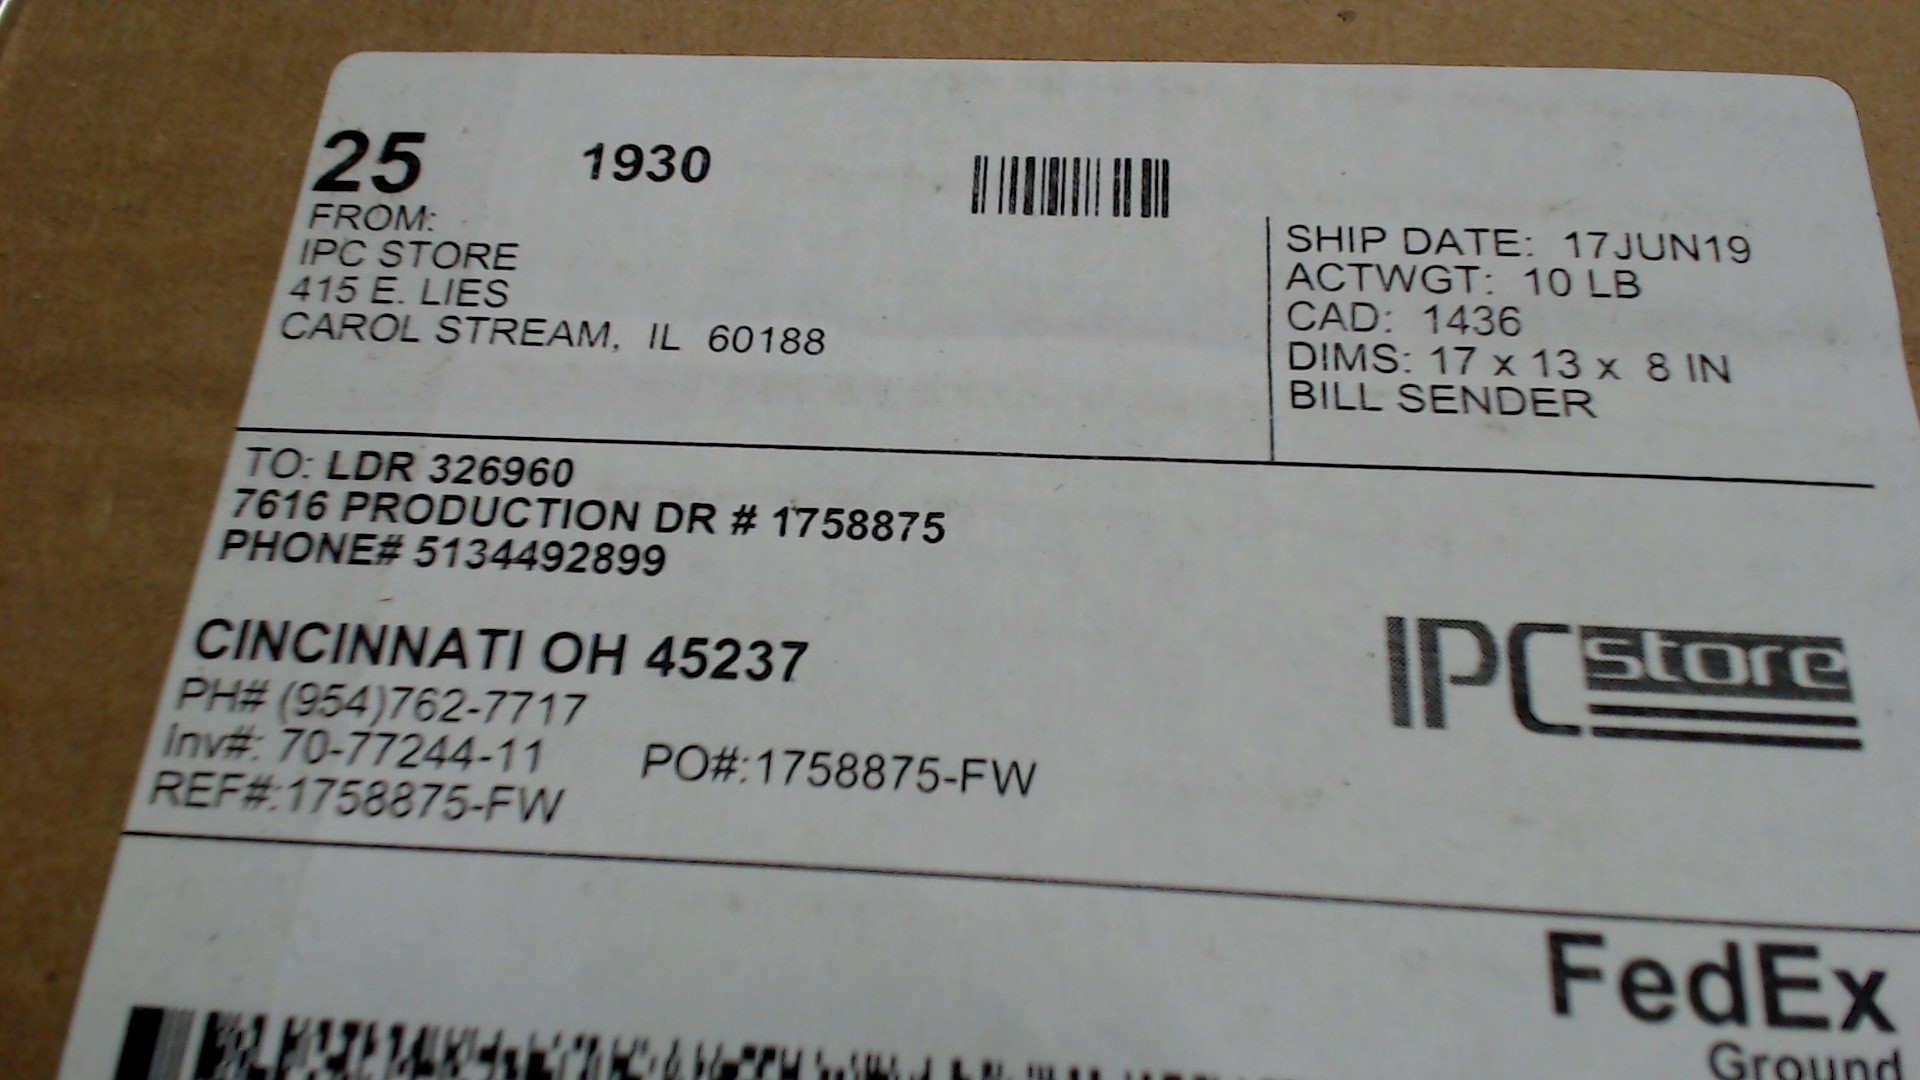 25 1930
FROM:
IPC STORE
415 E. LIES
CAROL STREAM, IL 60188
SHIP DATE: 17JUN19
ACTWGT: 10 LB
CAD: 1436
DIMS: 17 x 13 x 8 IN
BILL SENDER
TO: LDR 326960
7616 PRODUCTION DR # 1758875
PHONE# 5134492899
CINCINNATI OH 45237
PH# (954)762-7717
Inv#: 70-77244-11 PO#:1758875-FW
REF#:1758875-FW
IPC store
FedEx
Ground